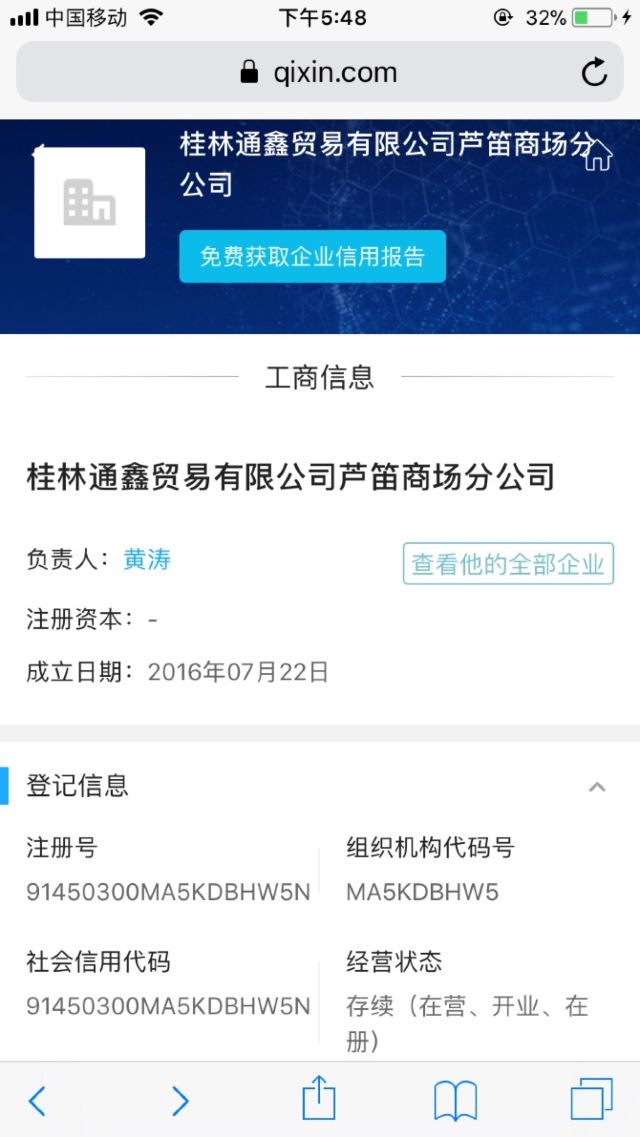 中国移动 下午5:48 32%
qixin.com
桂林通鑫贸易有限公司芦笛商场分
公司
免费获取企业信用报告
工商信息
桂林通鑫贸易有限公司芦笛商场分公司
负责人：黄涛 查看他的全部企业
注册资本：-
成立日期：2016年07月22日
登记信息
注册号 组织机构代码号
91450300MA5KDBHW5N MA5KDBHW5
社会信用代码 经营状态
91450300MA5KDBHW5N 存续（在营、开业、在
册）